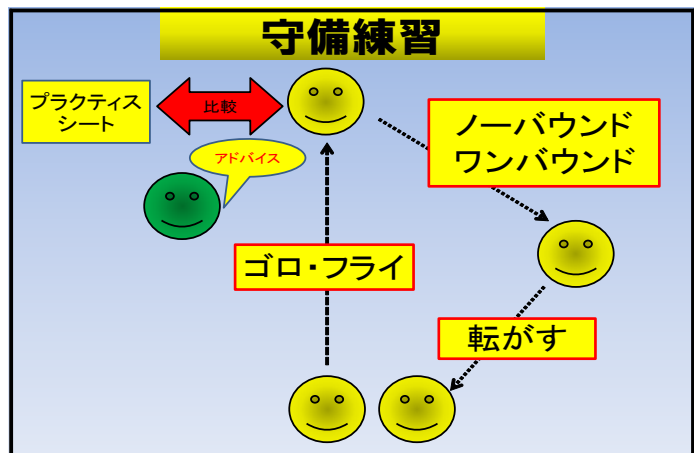 守備練習
プラクティス
シート
比較
アドバイス
ノーバウンド
ワンバウンド
ゴロ・フライ
転がす